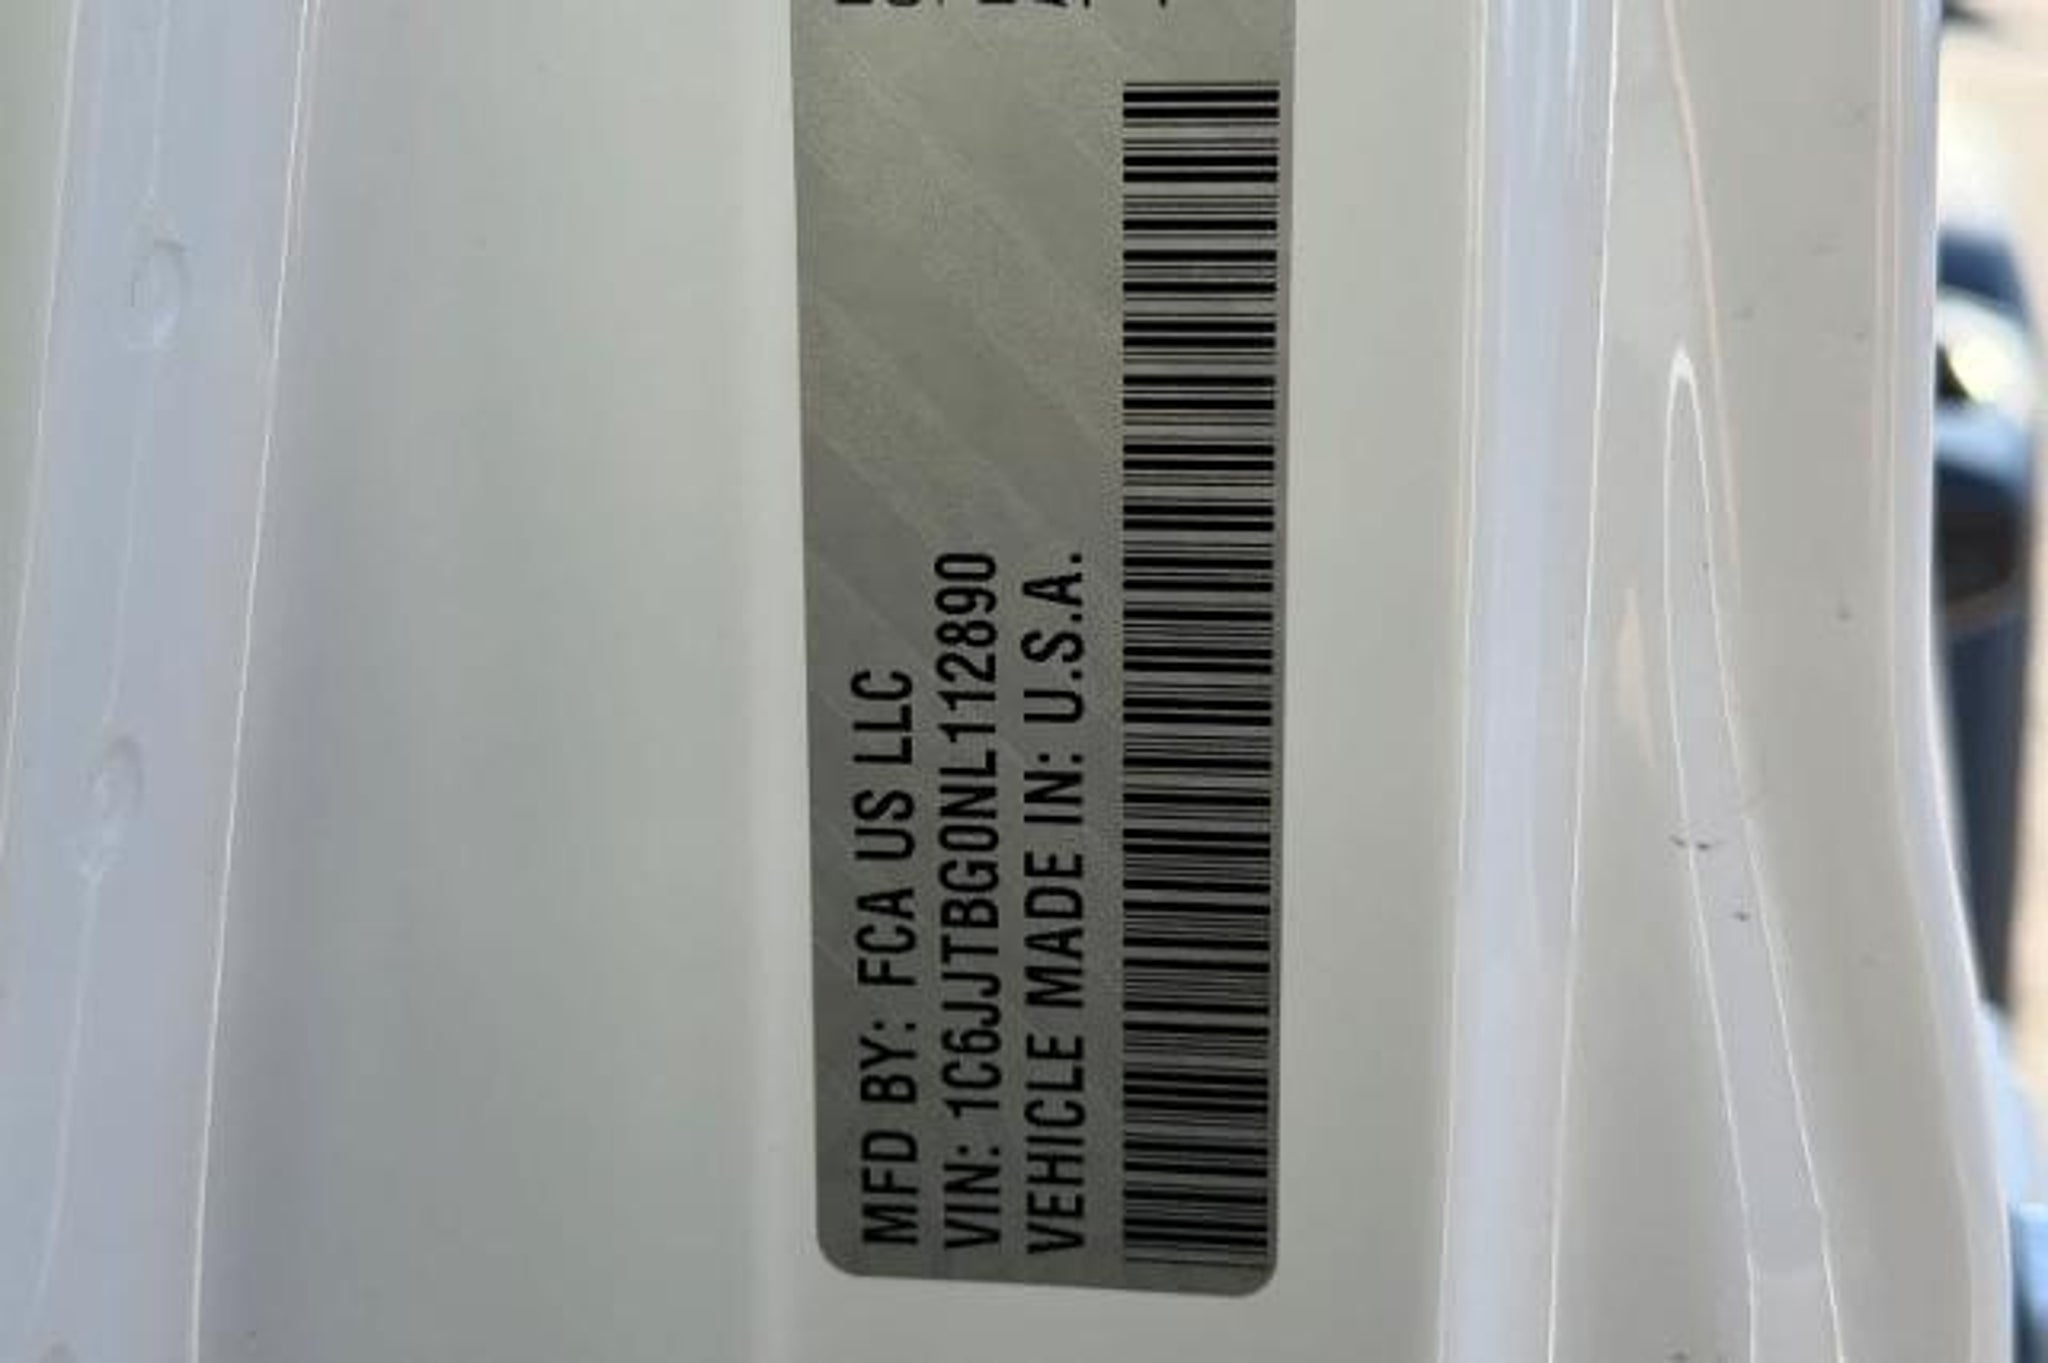 MFD BY: FCA US LLC
VIN: 1C6JJTBG0NL112890
VEHICLE MADE IN: U.S.A.